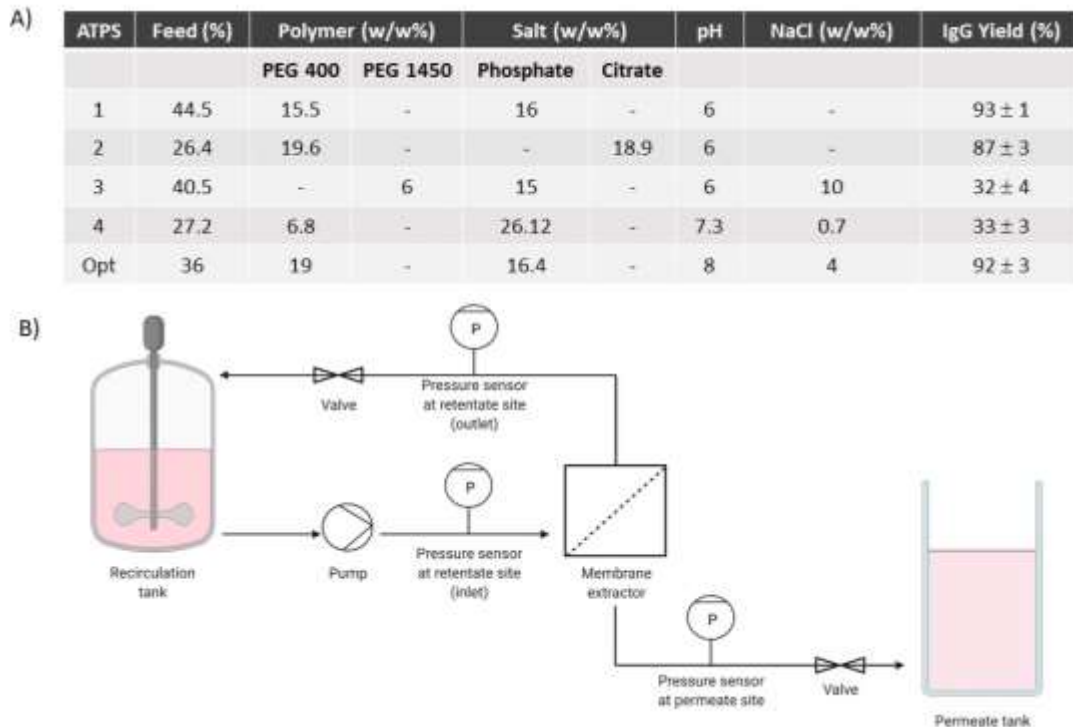 A)
ATPS Feed (%) Polymer (w/w%) Salt (w/w%) pH NaCl (w/w%) IgG Yield (%)
PEG 400 PEG 1450 Phosphate Citrate
1 44.5 15.5 - 16 - 6 - 93 ± 1
2 26.4 19.6 - - 18.9 6 - 87 ± 3
3 40.5 - 6 15 - 6 10 32 ± 4
4 27.2 6.8 - 26.12 - 7.3 0.7 33 ± 3
Opt 36 19 - 16.4 - 8 4 92 ± 3
B)
P
Valve
Pressure sensor
at retentate site
(outlet)
P
Recirculation
tank
Pump
Pressure sensor
at retentate site
(inlet)
Membrane
extractor
P
Pressure sensor
at permeate site
Valve
Permeate tank